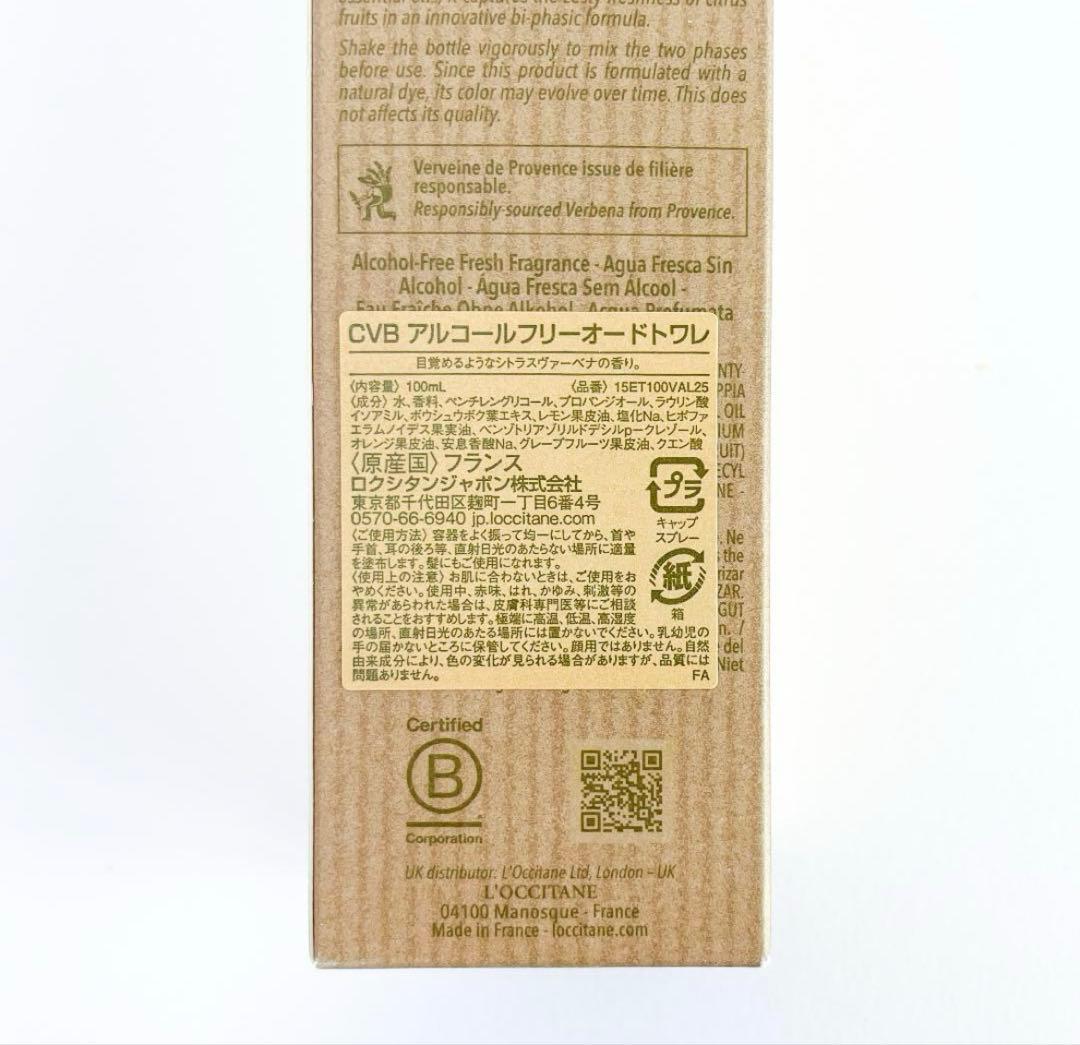 fruits in an innovative bi-phasic formula.
Shake the bottle vigorously to mix the two phases
before use. Since this product is formulated with a
natural dye, its color may evolve over time. This does
not affects its quality.
Verveine de Provence issue de filière
responsable.
Responsibly-sourced Verbena from Provence.
Alcohol-Free Fresh Fragrance - Agua Fresca Sin
Alcohol - Água Fresca Sem Álcool -
Eau Fraîche Ohne Alkohol
CVB アルコールフリーオードトワレ
目覚めるようなシトラスヴァーベナの香り。
〈内容量〉 100mL 〈品番〉 15ET100VAL25
〈成分〉 水、香料、ペンチレングリコール、プロパンジオール、ラウリン酸
イソアミル、ボウシュウボク葉エキス、レモン果皮油、塩化Na、ヒポファ
エラムノイデス果実油、ベンゾトリアゾリルドデシルp-クレゾール、
オレンジ果皮油、安息香酸Na、グレープフルーツ果皮油、クエン酸
〈原産国〉 フランス
ロクシタンジャポン株式会社
東京都千代田区麹町一丁目6番4号
0570-66-6940 jp.loccitane.com
プラ
キャップ
スプレー
〈ご使用方法〉 容器をよく振って均一にしてから、首や
手首、耳の後ろ等、直射日光のあたらない場所に適量
を塗布します。髪にもご使用になれます。
〈使用上の注意〉 お肌に合わないときは、ご使用をお
やめください。使用中、赤味、はれ、かゆみ、刺激等の
異常があらわれた場合は、皮膚科専門医等にご相談
されることをおすすめします。極端に高温、低温、高湿度
の場所、直射日光のあたる場所には置かないでください。乳幼児の
手の届かないところに保管してください。顔用ではありません。自然
由来成分により、色の変化が見られる場合がありますが、品質には
問題ありません。 FA
紙
箱
Certified
B
Corporation
UK distributor: L'Occitane Ltd, London – UK
L'OCCITANE
04100 Manosque - France
Made in France - loccitane.com